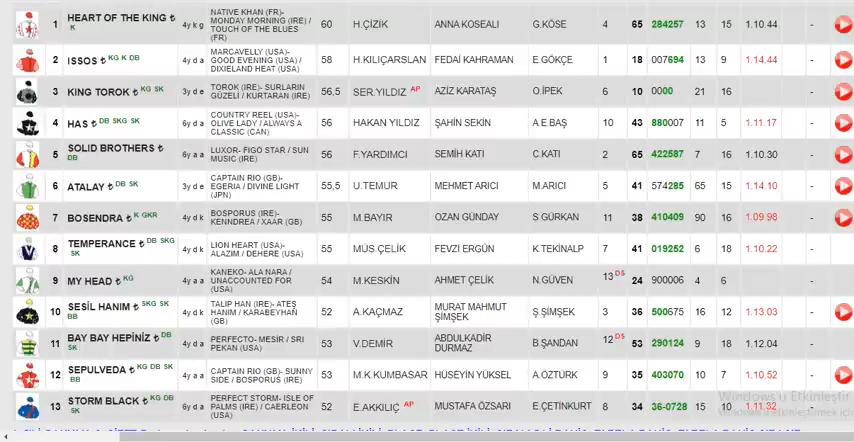 1 HEART OF THE KING ₺ K 4y k g NATIVE KHAN (FR)- MONDAY MORNING (IRE) / TOUCH OF THE BLUES (FR) 60 H.ÇİZİK ANNA KOSEALI G.KÖSE 4 65 284257 13 15 1.10.44 -
2 ISSOS ₺ KG K DB 4y d a MARCAVELLY (USA)- GOOD EVENING (USA) / DIXIELAND HEAT (USA) 58 H.KILIÇARSLAN FEDAİ KAHRAMAN E.GÖKÇE 1 18 007694 13 9 1.14.44 -
3 KING TOROK ₺ KG SK 3y d e TOROK (IRE)- SURLARIN GÜZELİ / KURTARAN (IRE) 56,5 SER.YILDIZ AP AZİZ KARATAŞ O.İPEK 6 10 0000 21 16 -
4 HAS ₺ DB SKG SK 6y d a COUNTRY REEL (USA)- OLIVE LADY / ALWAYS A CLASSIC (CAN) 56 HAKAN YILDIZ ŞAHİN SEKİN A.E.BAŞ 10 43 880007 11 5 1.11.17 -
5 SOLID BROTHERS ₺ DB 6y a a LUXOR- FİGÖ STAR / SUN MUSIC (IRE) 56 F.YARDIMCI SEMİH KATI C.KATI 2 65 422587 7 16 1.10.30 -
6 ATALAY ₺ DB SK 3y d e CAPTAIN RIO (GB)- EGERIA / DIVINE LIGHT (JPN) 55,5 U.TEMUR MEHMET ARICI M.ARICI 5 41 574285 65 15 1.14.10 -
7 BOSENDRA ₺ K GKR 4y d k BOSPORUS (IRE)- KENNDREA / XAAR (GB) 55 M.BAYIR OZAN GÜNDAY S GÜRKAN 11 38 410409 90 16 1.09.98 -
8 TEMPERANCE ₺ DB SKG SK 4y d k LION HEART (USA)- ALAZIM / DEHERE (USA) 55 MÜS.ÇELİK FEVZİ ERGÜN K.TEKİNALP 7 41 019252 6 18 1.10.22 -
9 MY HEAD ₺ KG 4y a a KANEKO- ALA NARA / UNACCOUNTED FOR (USA) 54 M.KESKİN AHMET ÇELİK N.GÜVEN 13 DS 24 900006 4 6 -
10 SESİL HANIM ₺ SKG SK BB 4y d k TALIP HAN (IRE)- ATEŞ HANIM / KARABEYHAN (GB) 52 A.KAÇMAZ MURAT MAHMUT ŞİMŞEK Ş.ŞİMŞEK 3 36 500675 16 12 1.13.03 -
11 BAY BAY HEPİNİZ ₺ DB SK 4y d a PERFECTO- MESİR / SRI PEKAN (USA) 53 V.DEMİR ABDULKADİR DURMAZ B.ŞANDAN 12 DS 53 290124 9 18 1.12.04 -
12 SEPULVEDA ₺ KG DB SK BB 4y a a CAPTAIN RIO (GB)- SUNNY SIDE / BOSPORUS (IRE) 53 M.K.KUMBASAR HÜSEYİN YÜKSEL A.ÖZTÜRK 9 35 403070 10 7 1.10.52 -
13 STORM BLACK ₺ KG DB SK 6y d a PERFECT STORM- ISLE OF PALMS (IRE) / CAERLEON (USA) 52 E.AKKILIÇ AP MUSTAFA ÖZSARI E.ÇETİNKURT 8 34 36-0728 15 10 1.11.32 -
Windows'u Etkinleştir